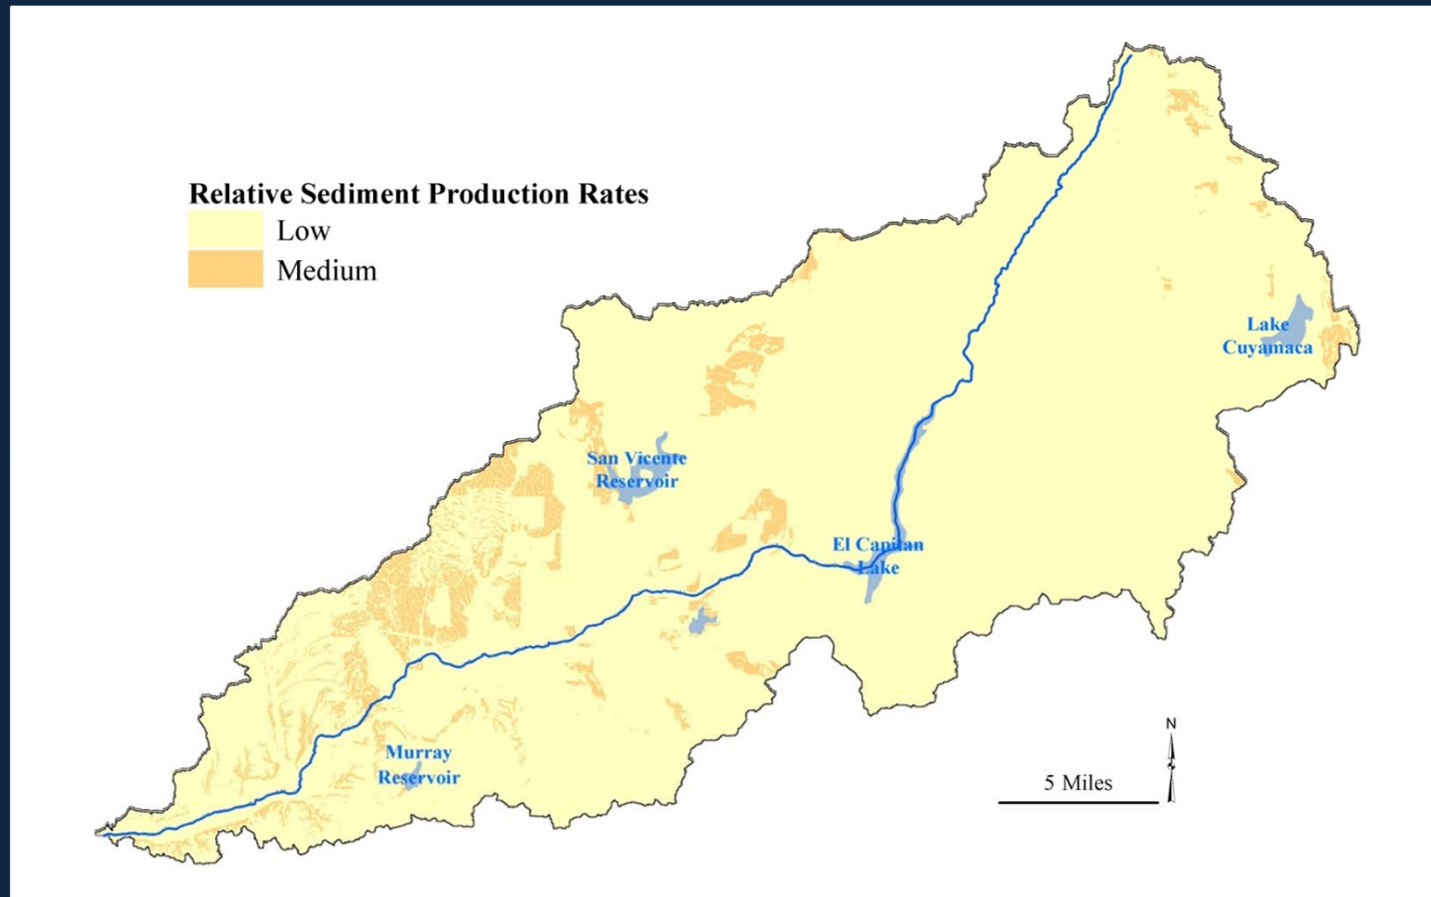 Relative Sediment Production Rates
Low
Medium
Lake
Cuyamaca
San Vicente
Reservoir
El Capitan
Lake
Murray
Reservoir
N
5 Miles